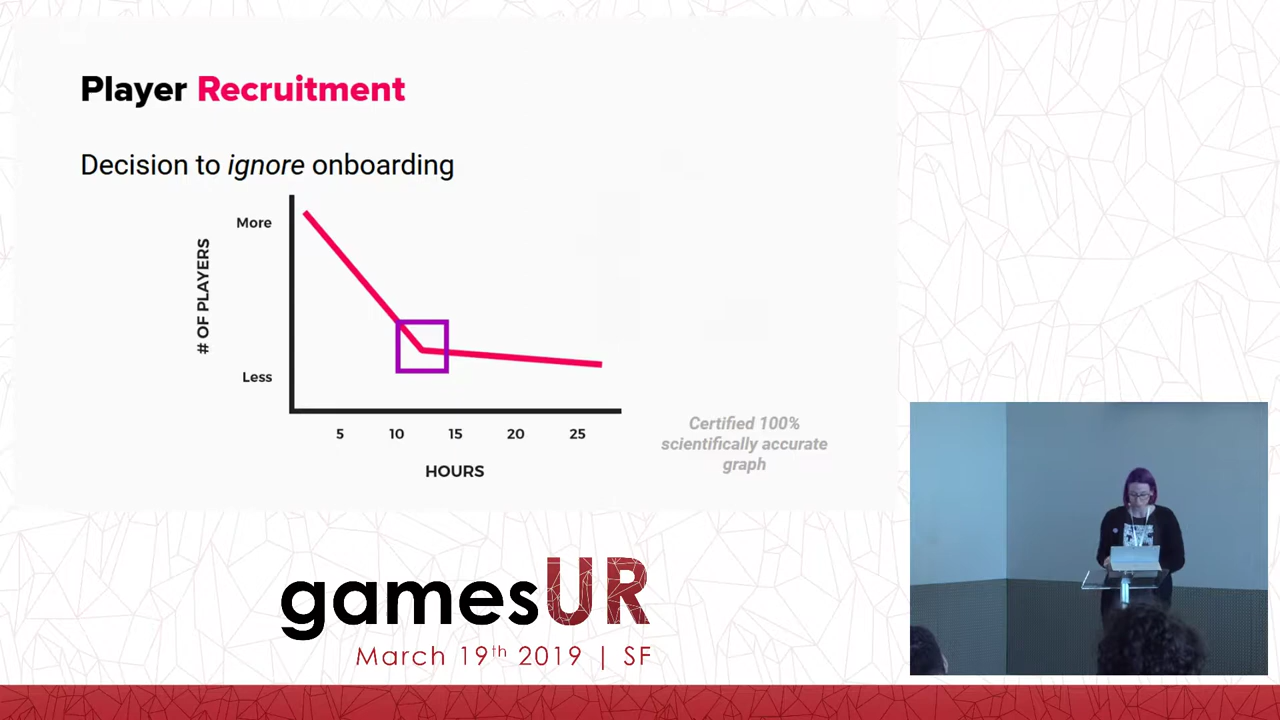 Player Recruitment
Decision to ignore onboarding
More
# OF PLAYERS
Less
5 10 15 20 25
HOURS
Certified 100%
scientifically accurate
graph
gamesUR
March 19th 2019 | SF